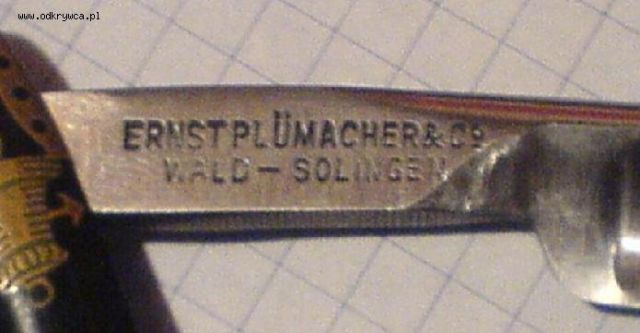 www.odkrywca.pl
ERNST PLÜMACHER & Co
WALD - SOLINGEN